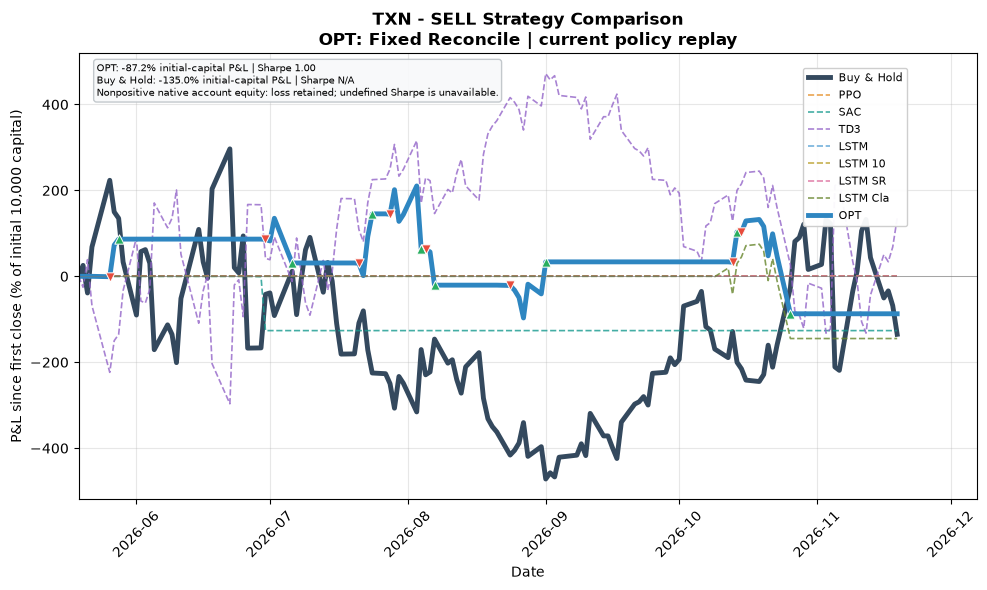 TXN - SELL Strategy Comparison
OPT: Fixed Reconcile | current policy replay
OPT: -87.2% initial-capital P&L | Sharpe 1.00
Buy & Hold: -135.0% initial-capital P&L | Sharpe N/A
Nonpositive native account equity: loss retained; undefined Sharpe is unavailable.
Buy & Hold
PPO
SAC
TD3
LSTM
LSTM 10
LSTM SR
LSTM Cla
OPT
P&L since first close (% of initial 10,000 capital)
400
200
0
−200
−400
2026-06
2026-07
2026-08
2026-09
2026-10
2026-11
2026-12
Date